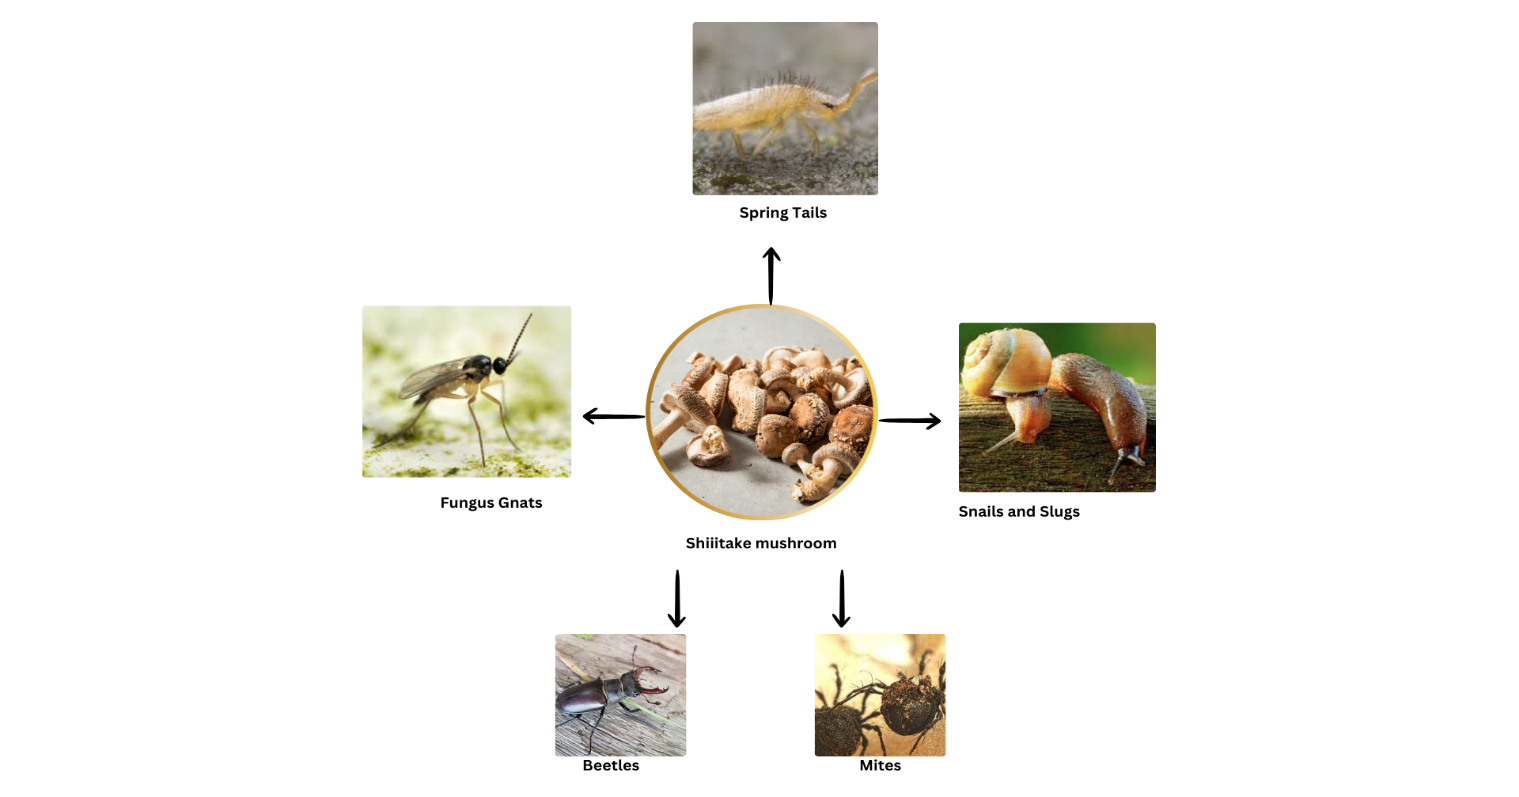 Spring Tails
Fungus Gnats
Snails and Slugs
Shiiitake mushroom
Beetles
Mites